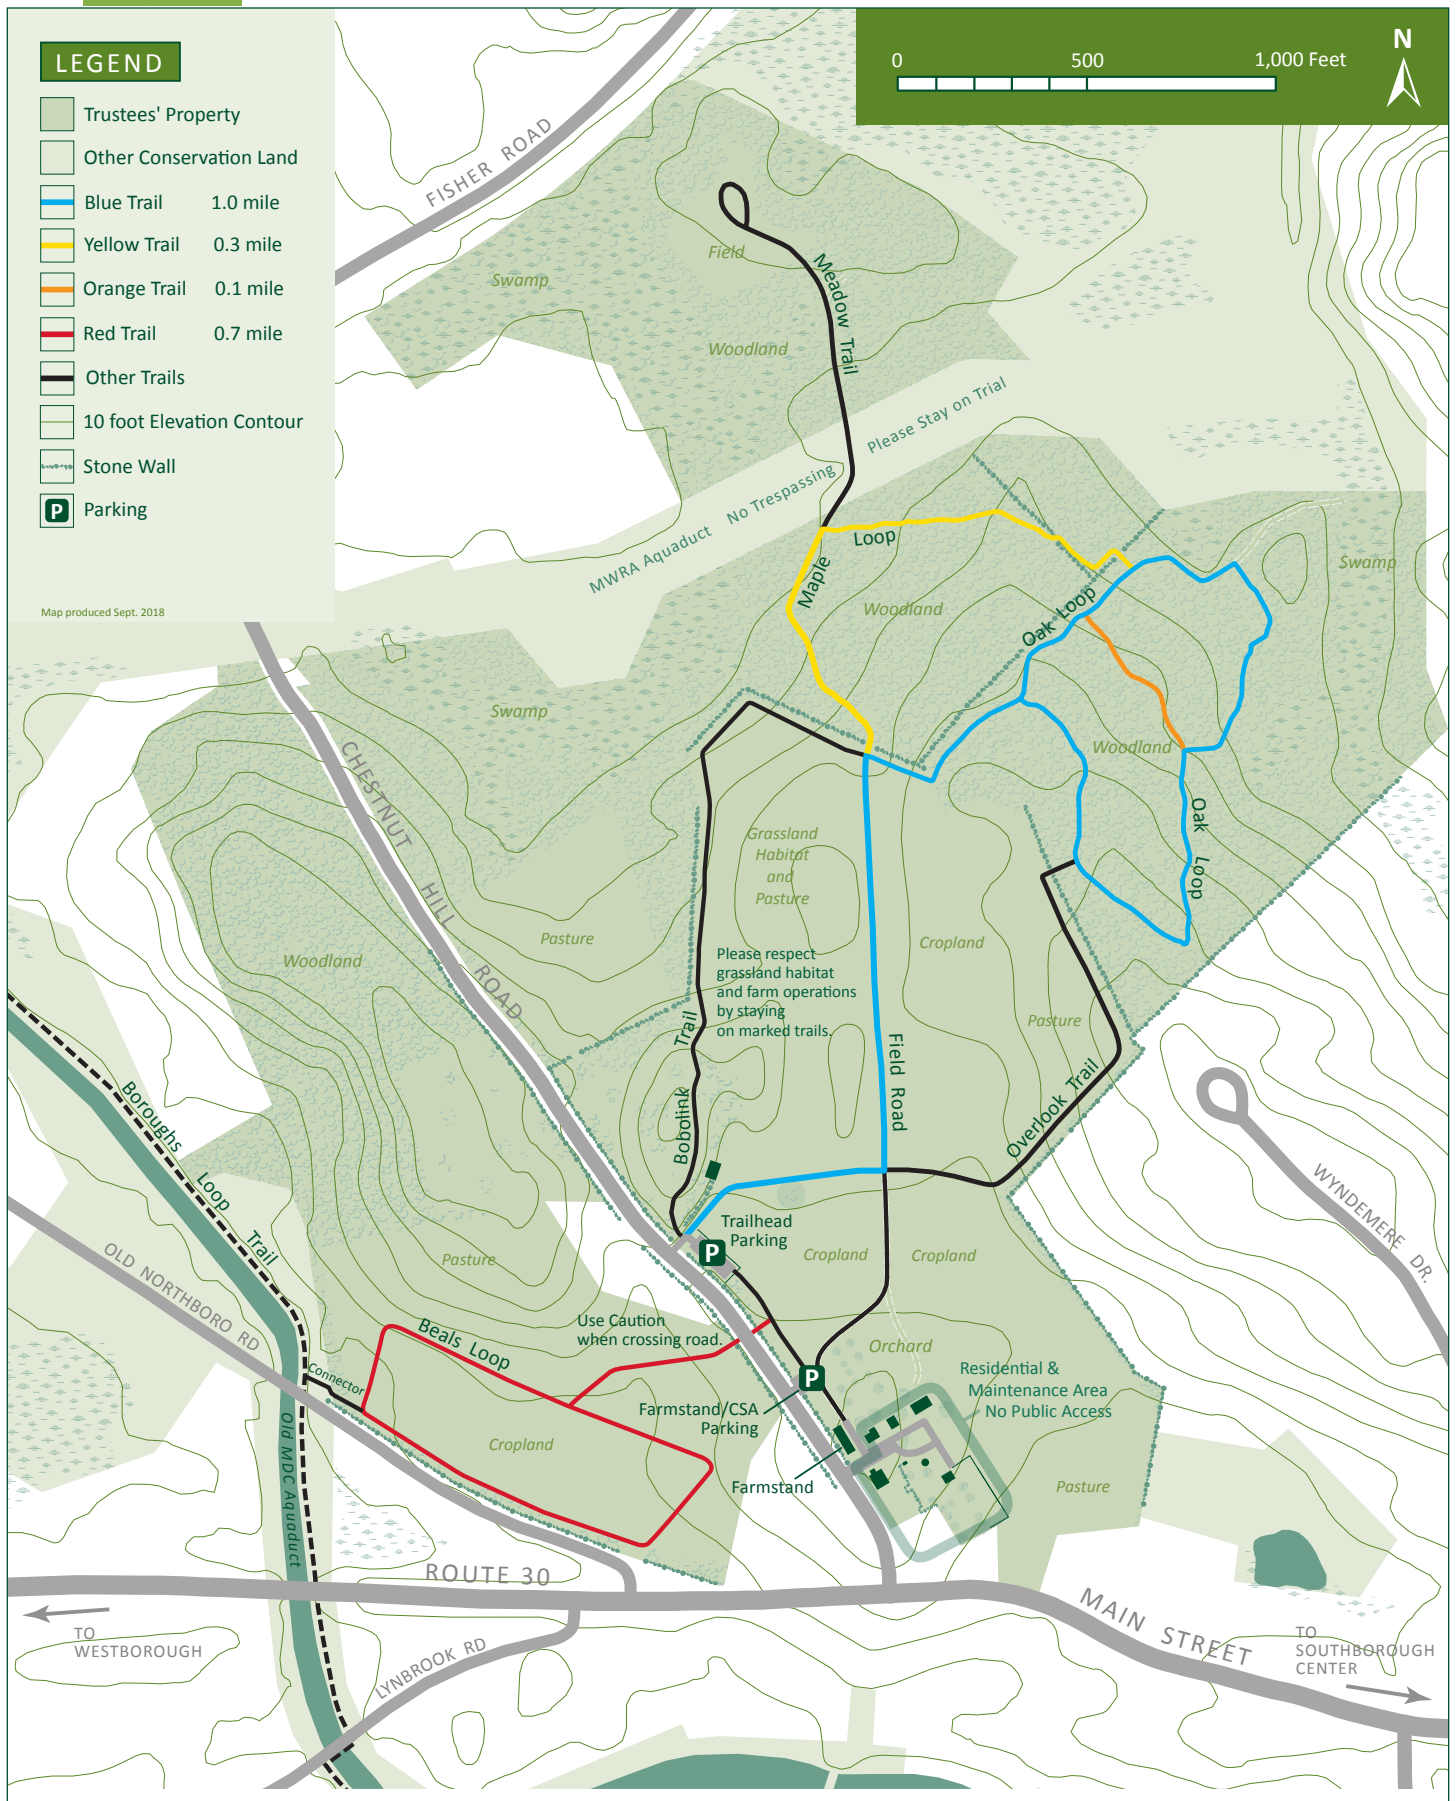 LEGEND
Trustees' Property
Other Conservation Land
Blue Trail 1.0 mile
Yellow Trail 0.3 mile
Orange Trail 0.1 mile
Red Trail 0.7 mile
Other Trails
10 foot Elevation Contour
Stone Wall
P Parking
Map produced Sept. 2018
0 500 1,000 Feet
N
FISHER ROAD
Swamp
Field
Meadow Trail
Woodland
Please Stay on Trial
No Trespassing
MWRA Aquaduct
Loop
Maple
Woodland
Oak Loop
Swamp
Swamp
Woodland
CHESTNUT HILL ROAD
Grassland
Habitat
and
Pasture
Oak Loop
Pasture
Cropland
Woodland
Please respect
grassland habitat
and farm operations
by staying
on marked trails.
Pasture
Bobolink Trail
Field Road
Overlook Trail
Boroughs Loop Trail
WYNDEMERE DR.
Trailhead
Parking
P
Cropland
Cropland
Pasture
OLD NORTHBORO RD
Use Caution
when crossing road.
Beals Loop
Orchard
Connector
P
Residential &
Maintenance Area
No Public Access
Farmstand/CSA
Parking
Cropland
Farmstand
Pasture
Old MDC Aquaduct
ROUTE 30
MAIN STREET
TO
WESTBOROUGH
LYNBROOK RD
TO
SOUTHBOROUGH
CENTER